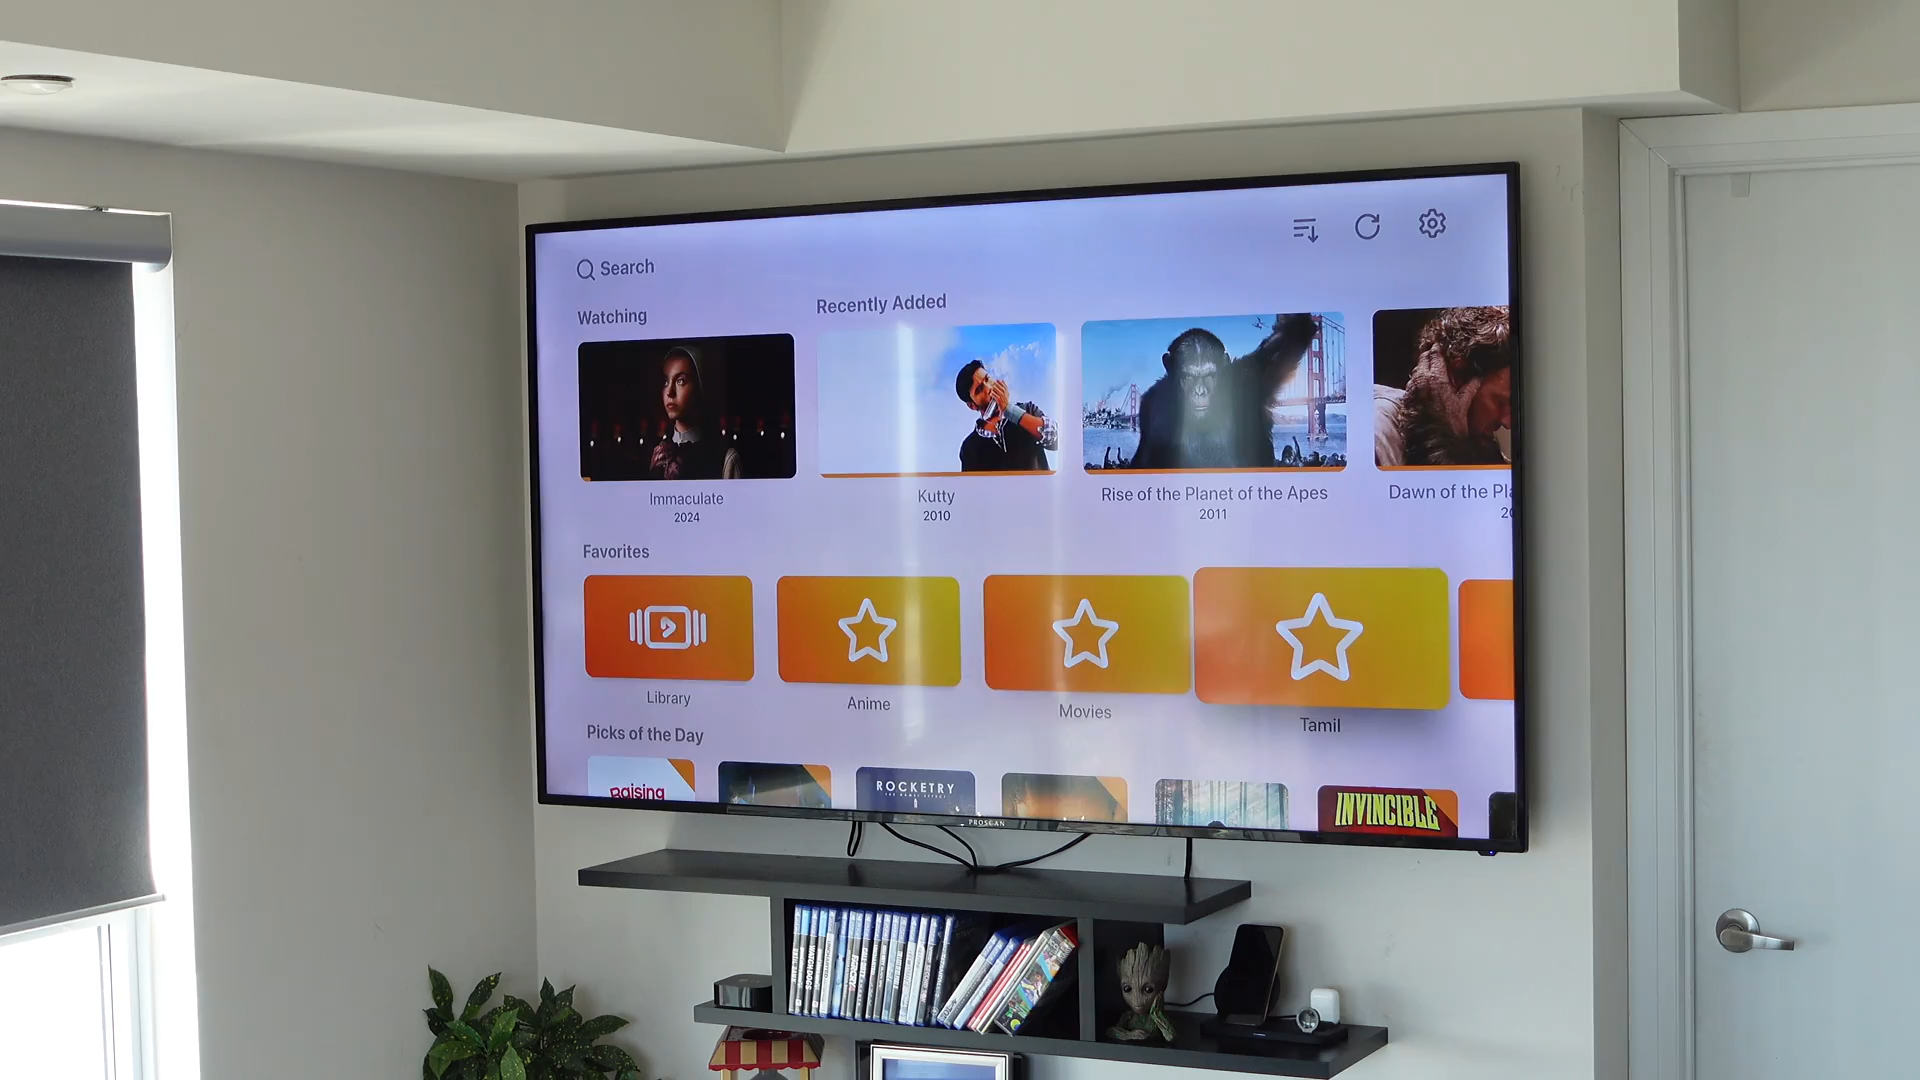 Search
Watching
Recently Added
Immaculate
2024
Kutty
2010
Rise of the Planet of the Apes
2011
Dawn of the Pl
20
Favorites
Library
Anime
Movies
Tamil
Picks of the Day
Raising
ROCKETRY
INVINCIBLE
PROSCAN